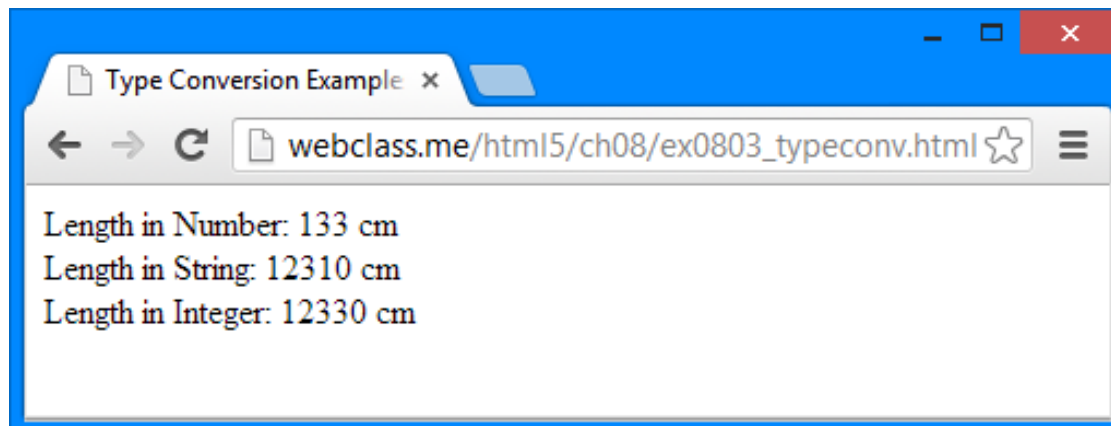 Type Conversion Example
webclass.me/html5/ch08/ex0803_typeconv.html
Length in Number: 133 cm
Length in String: 12310 cm
Length in Integer: 12330 cm